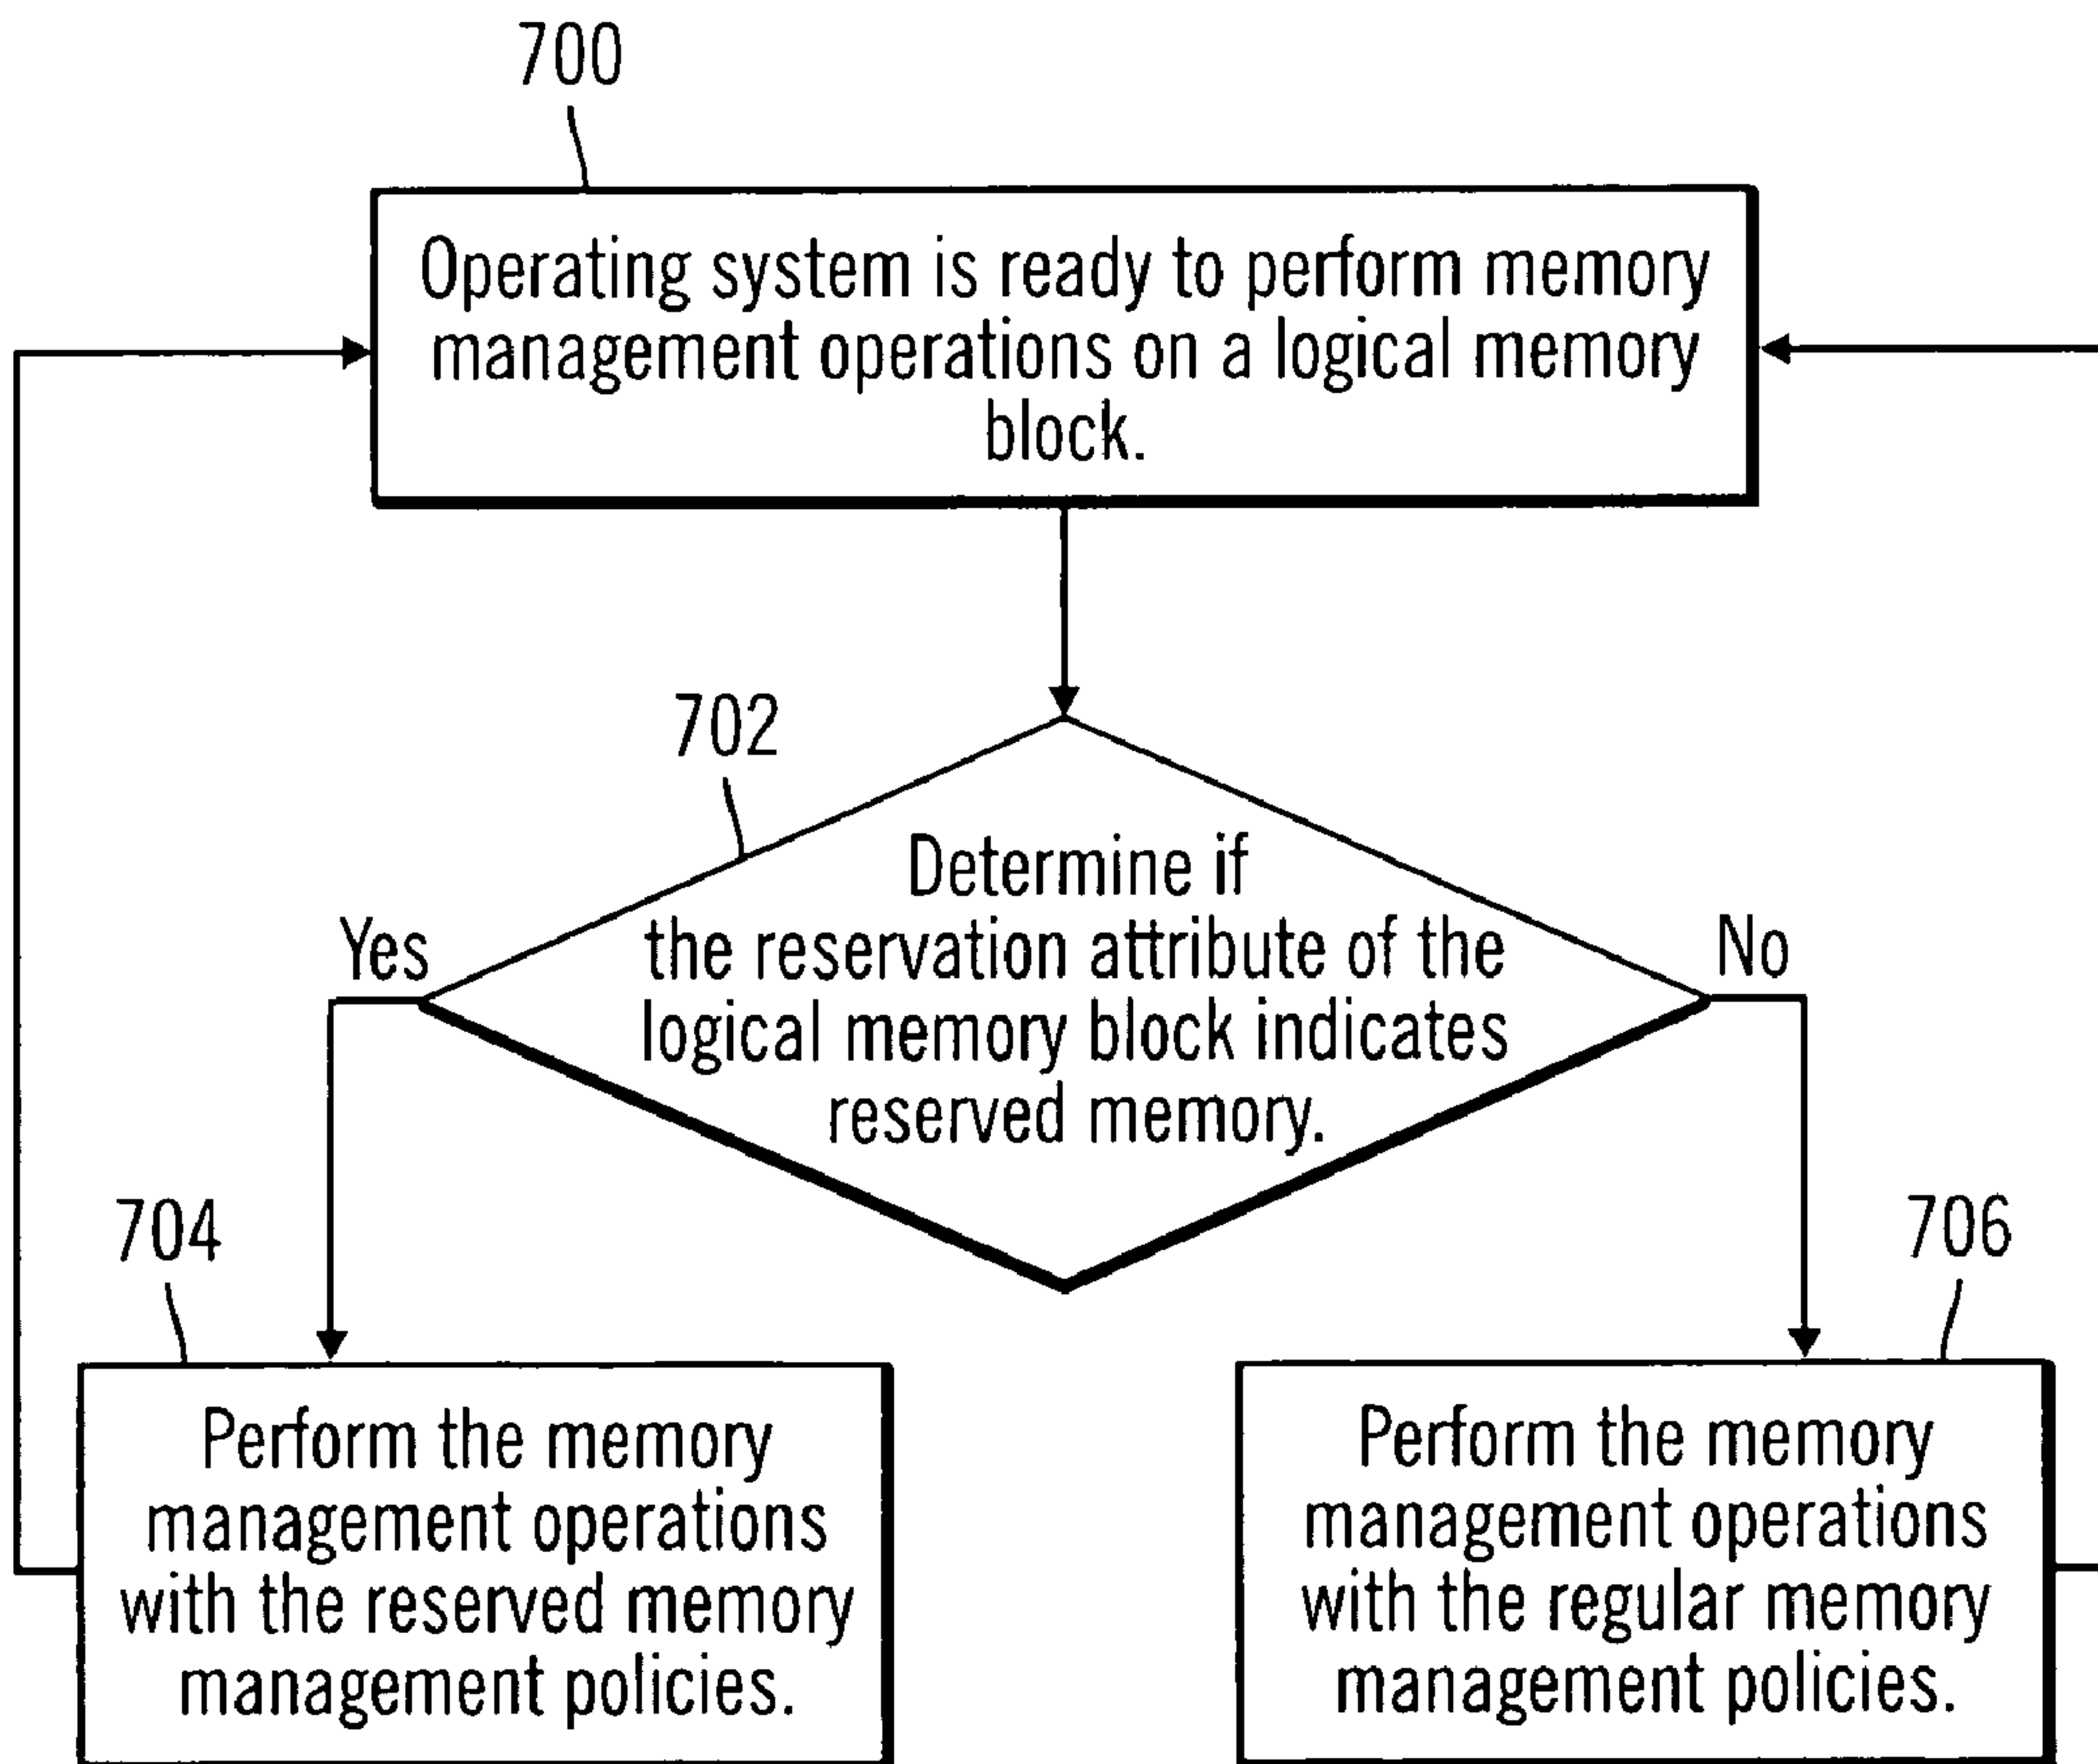 700
Operating system is ready to perform memory
management operations on a logical memory
block.
702
Determine if
the reservation attribute of the
logical memory block indicates
reserved memory.
Yes
No
704
Perform the memory
management operations
with the reserved memory
management policies.
706
Perform the memory
management operations
with the regular memory
management policies.